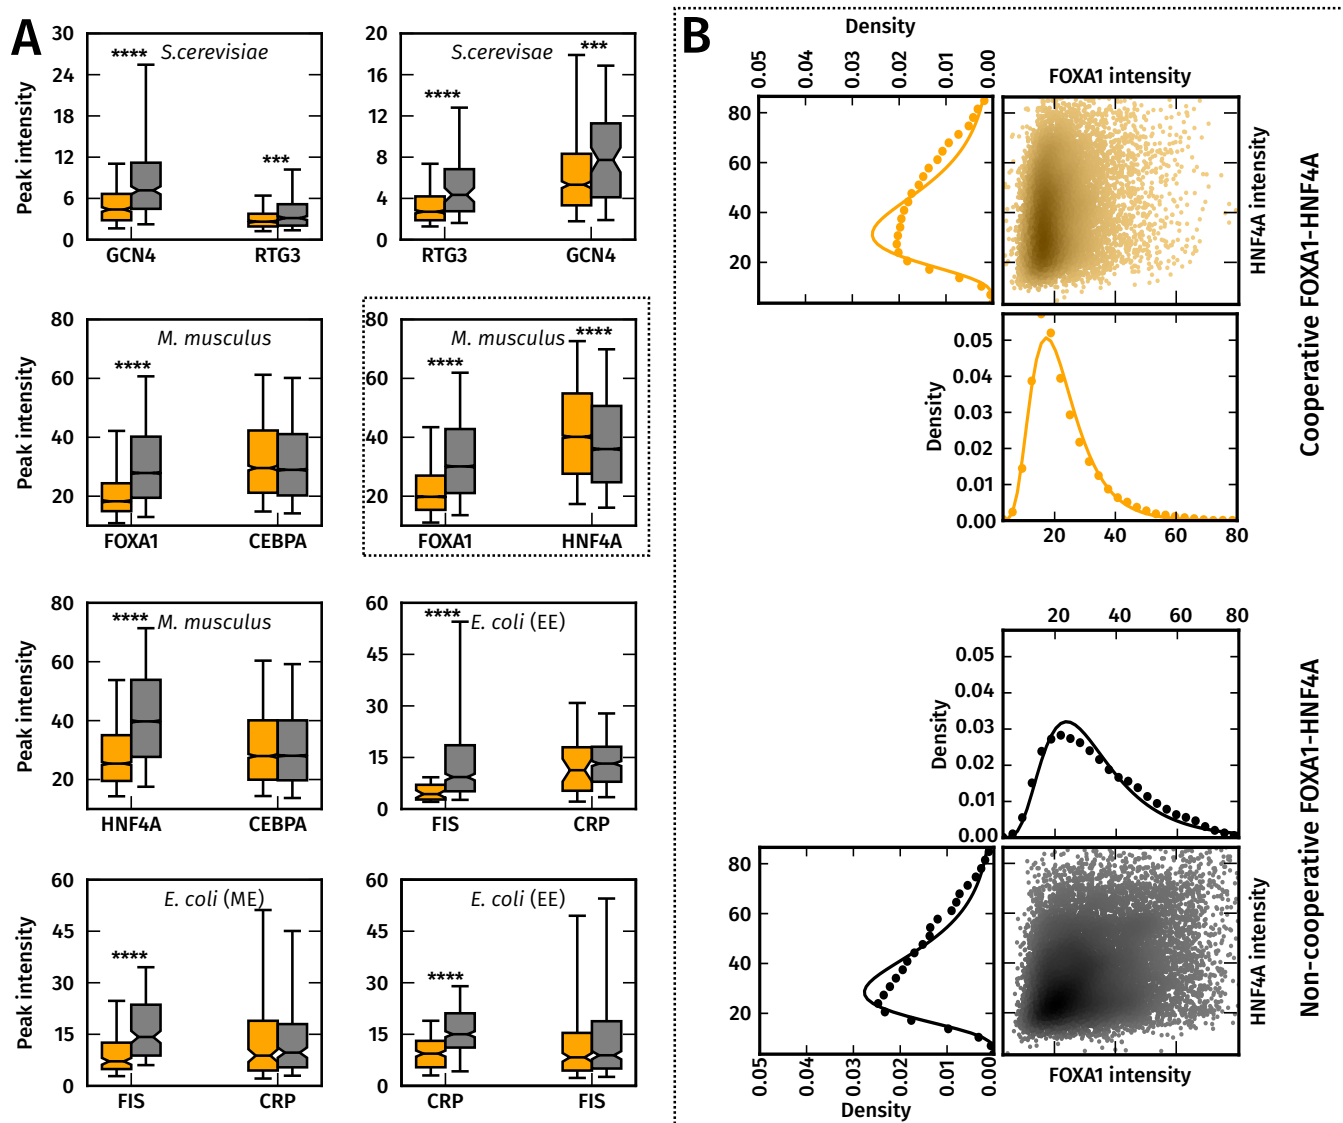 A
30
24
18
12
6
0
Peak intensity
****
S.cerevisiae
***
GCN4
RTG3
20
16
12
8
4
0
S.cerevisae
****
***
RTG3
GCN4
80
60
40
20
Peak intensity
M. musculus
****
FOXA1
CEBPA
80
60
40
20
M. musculus
****
****
FOXA1
HNF4A
80
60
40
20
Peak intensity
****
M. musculus
HNF4A
CEBPA
60
45
30
15
0
****
E. coli (EE)
FIS
CRP
60
45
30
15
0
Peak intensity
E. coli (ME)
****
FIS
CRP
60
45
30
15
0
E. coli (EE)
****
CRP
FIS
B
Density
0.05
0.04
0.03
0.02
0.01
0.00
80
60
40
20
FOXA1 intensity
HNF4A intensity
Cooperative FOXA1-HNF4A
Density
0.05
0.04
0.03
0.02
0.01
0.00
20
40
60
80
20
40
60
80
Density
0.05
0.04
0.03
0.02
0.01
0.00
Non-cooperative FOXA1-HNF4A
80
60
40
20
0.05
0.04
0.03
0.02
0.01
0.00
Density
HNF4A intensity
FOXA1 intensity